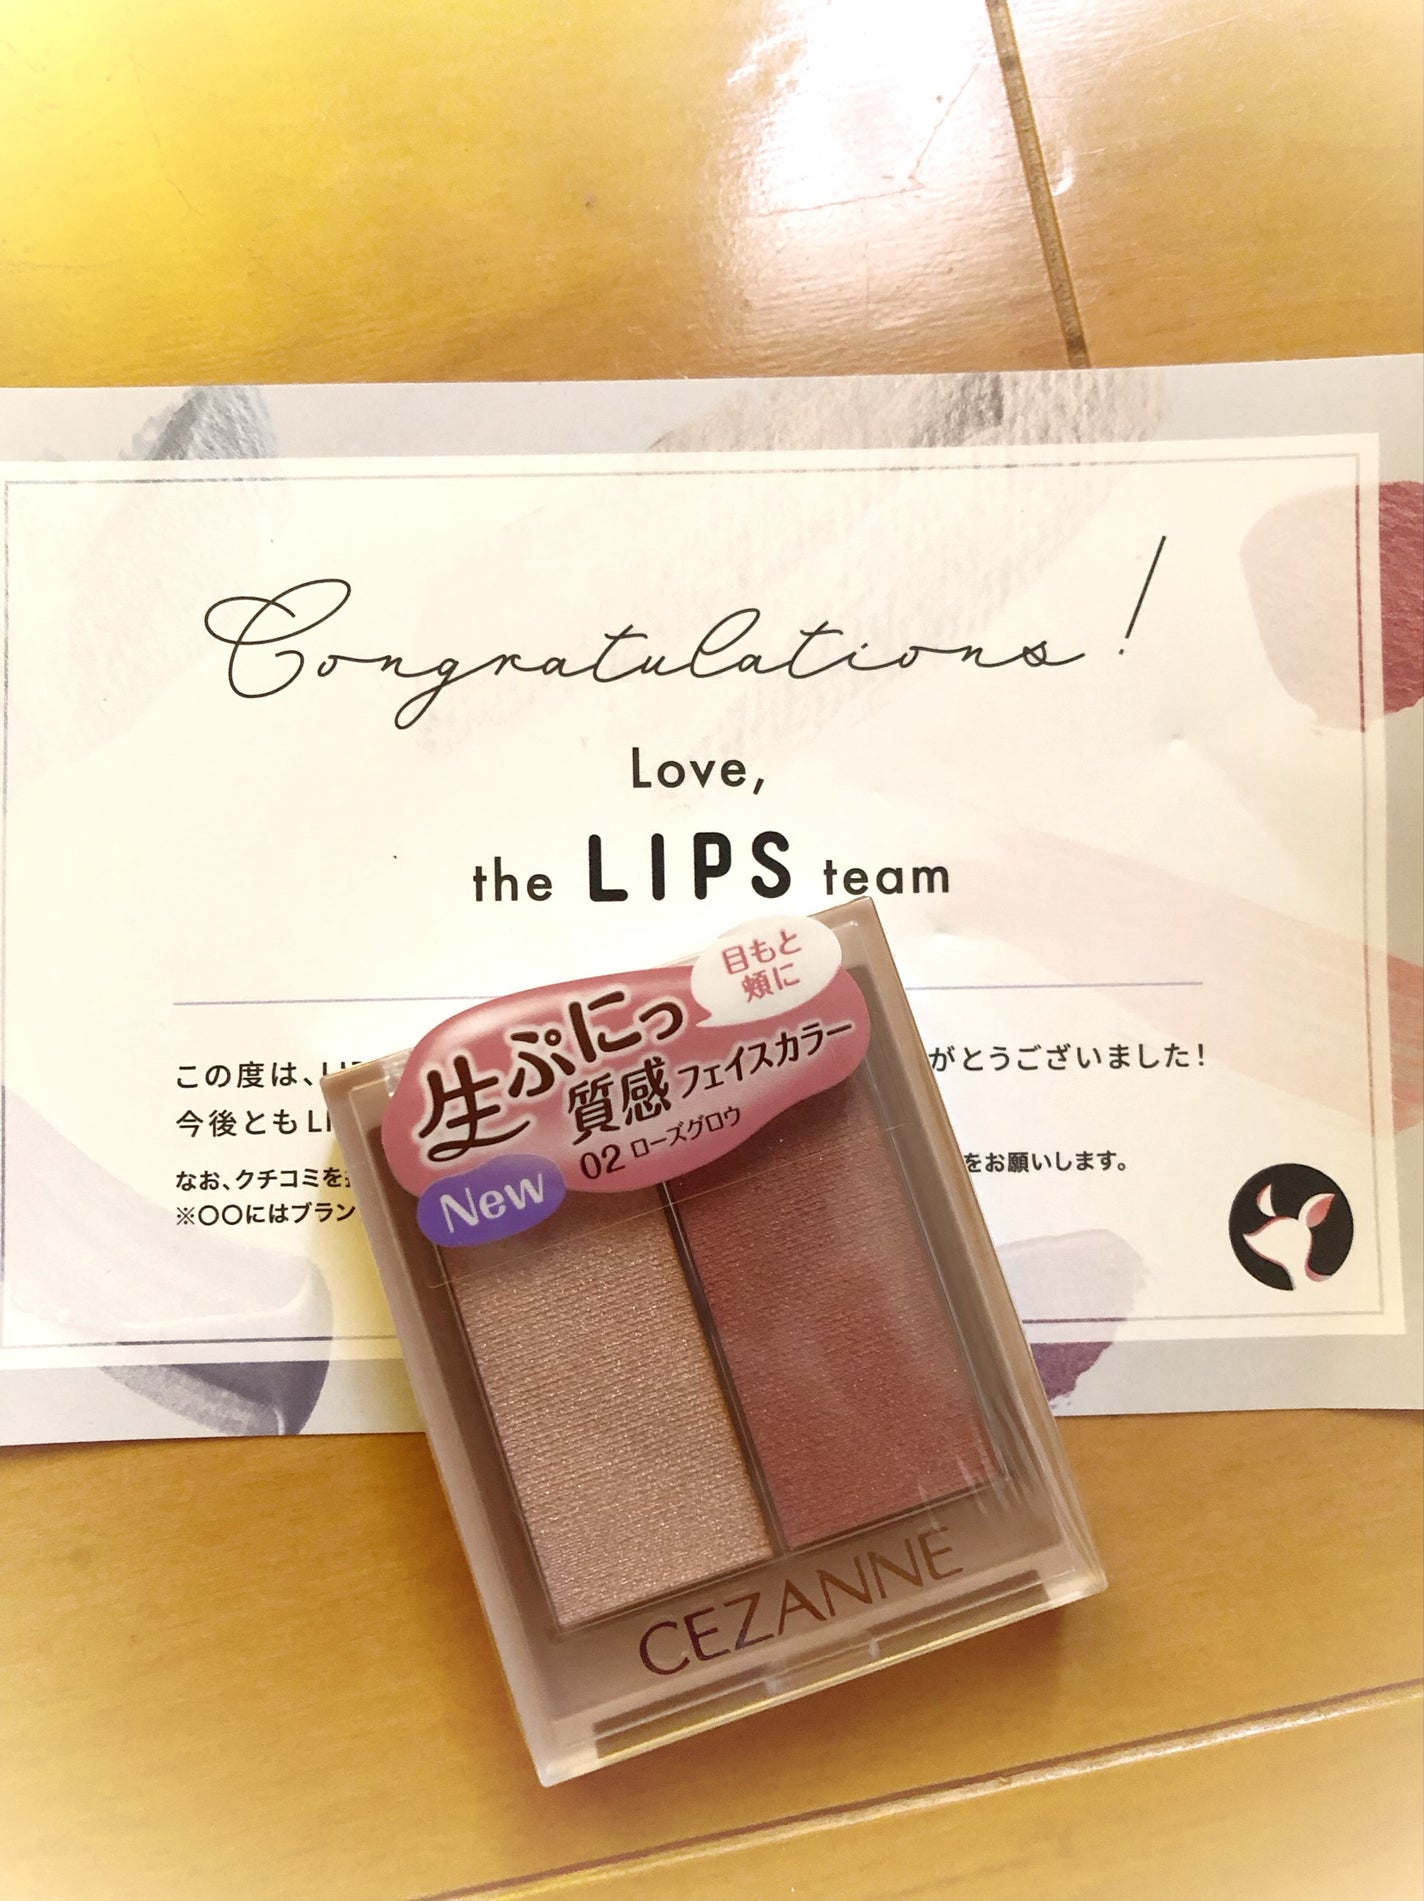 Congratulations!
Love,
the LIPS team
この度は、LI がとうございました!
今後ともLI
なお、クチコミを をお願いします。
※〇〇にはブラン
目もと
頬に
生ぷにっ
質感フェイスカラー
02 ローズグロウ
New
CEZANNE